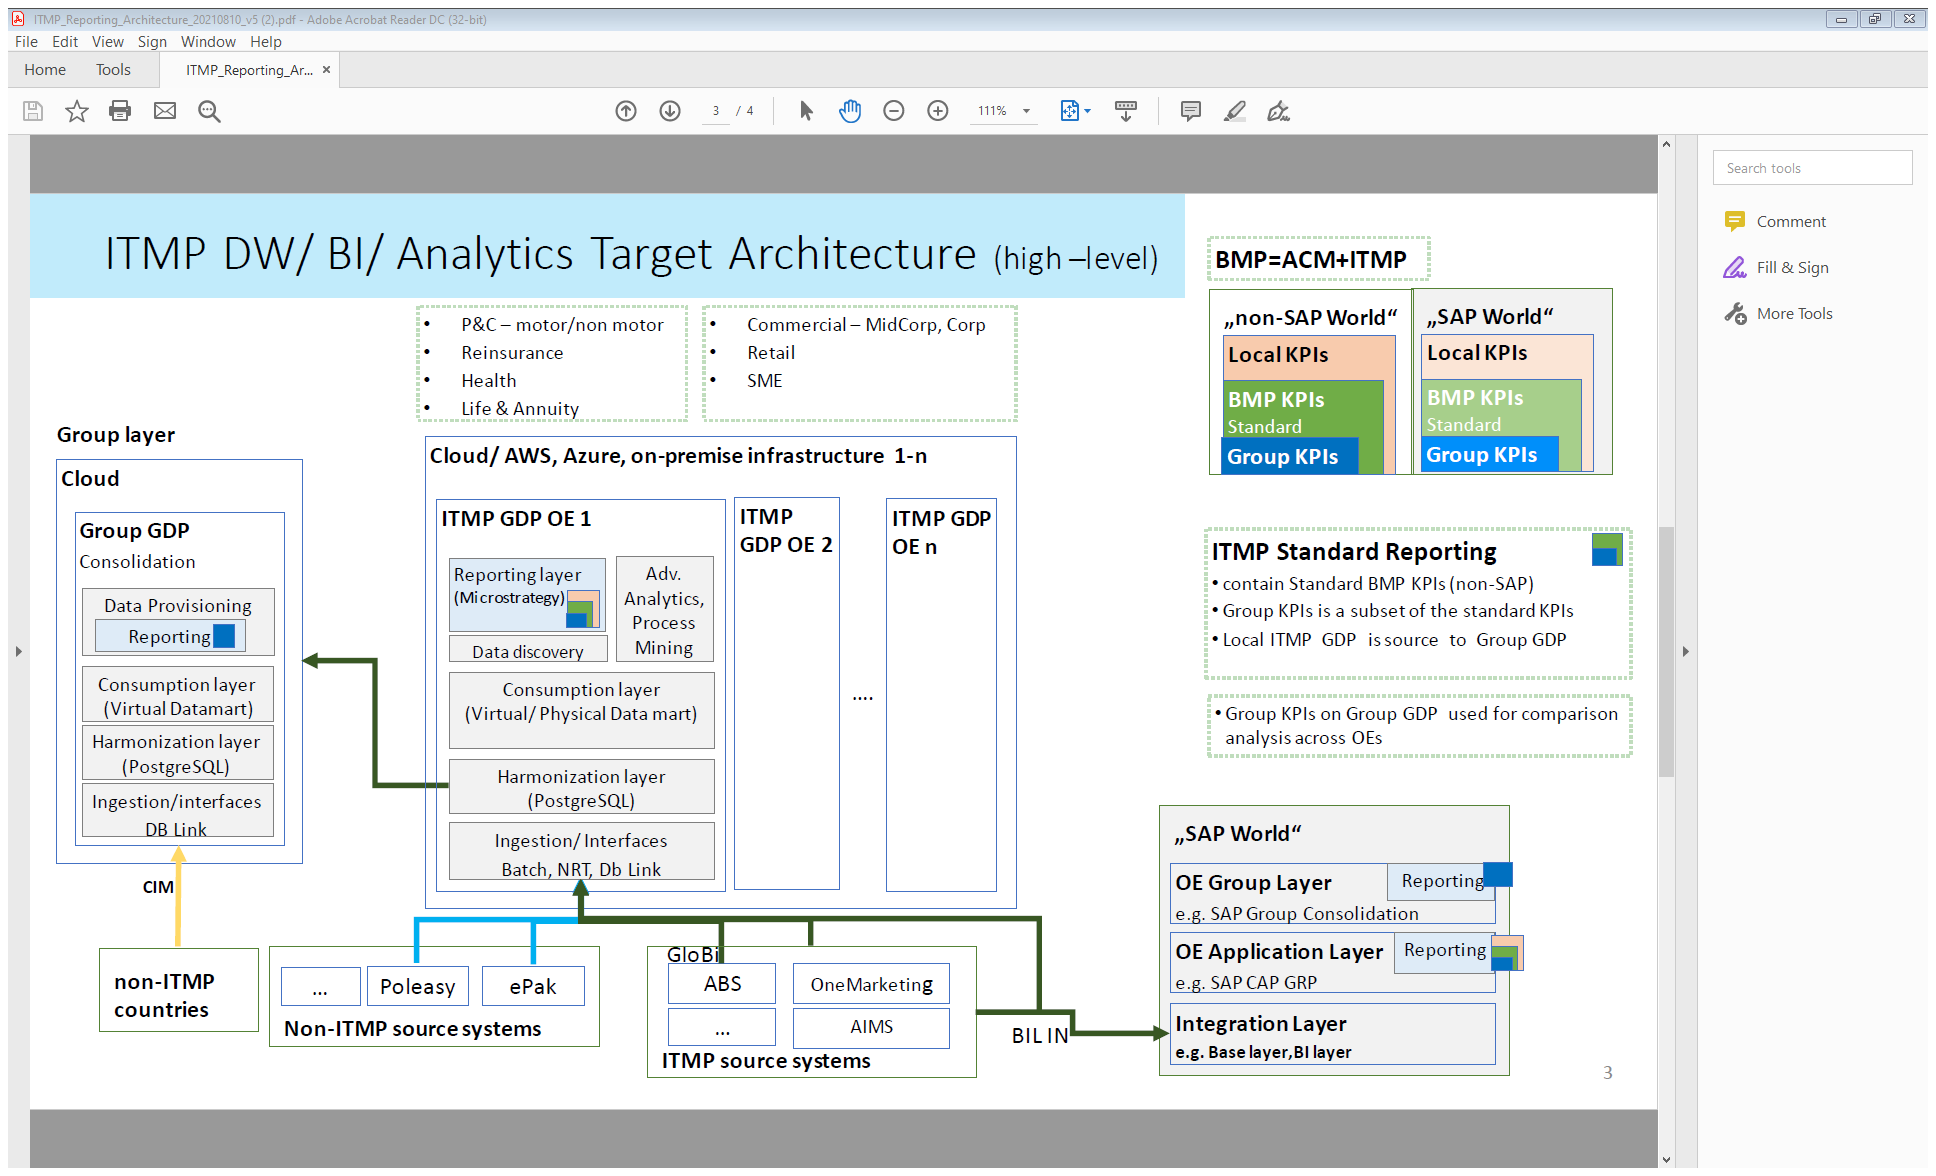 ITMP_Reporting_Architecture_20210810_v5 (2).pdf - Adobe Acrobat Reader DC (32-bit)
File Edit View Sign Window Help
Home Tools ITMP_Reporting_Ar... ×
3 / 4 111%
Search tools
Comment
Fill & Sign
More Tools
ITMP DW/ BI/ Analytics Target Architecture (high –level)
• P&C – motor/non motor
• Reinsurance
• Health
• Life & Annuity
• Commercial – MidCorp, Corp
• Retail
• SME
BMP=ACM+ITMP
„non-SAP World“
Local KPIs
BMP KPIs
Standard
Group KPIs
„SAP World“
Local KPIs
BMP KPIs
Standard
Group KPIs
Group layer
Cloud
Group GDP
Consolidation
Data Provisioning
Reporting
Consumption layer
(Virtual Datamart)
Harmonization layer
(PostgreSQL)
Ingestion/interfaces
DB Link
CIM
non-ITMP
countries
Cloud/ AWS, Azure, on-premise infrastructure 1-n
ITMP GDP OE 1
Reporting layer
(Microstrategy)
Data discovery
Adv.
Analytics,
Process
Mining
Consumption layer
(Virtual/ Physical Data mart)
Harmonization layer
(PostgreSQL)
Ingestion/ Interfaces
Batch, NRT, Db Link
ITMP
GDP OE 2
....
ITMP GDP
OE n
... Poleasy ePak
Non-ITMP source systems
GloBi
ABS OneMarketing
... AIMS
ITMP source systems
BIL IN
ITMP Standard Reporting
• contain Standard BMP KPIs (non-SAP)
• Group KPIs is a subset of the standard KPIs
• Local ITMP GDP is source to Group GDP
• Group KPIs on Group GDP used for comparison
analysis across OEs
„SAP World“
OE Group Layer Reporting
e.g. SAP Group Consolidation
OE Application Layer Reporting
e.g. SAP CAP GRP
Integration Layer
e.g. Base layer,BI layer
3